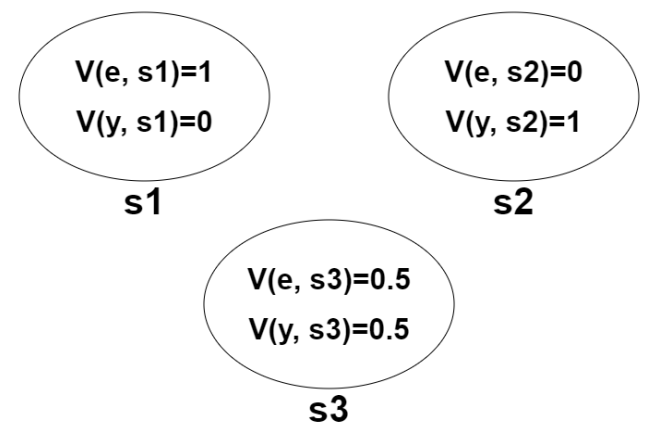 V(e, s1)=1
V(y, s1)=0
s1
V(e, s2)=0
V(y, s2)=1
s2
V(e, s3)=0.5
V(y, s3)=0.5
s3